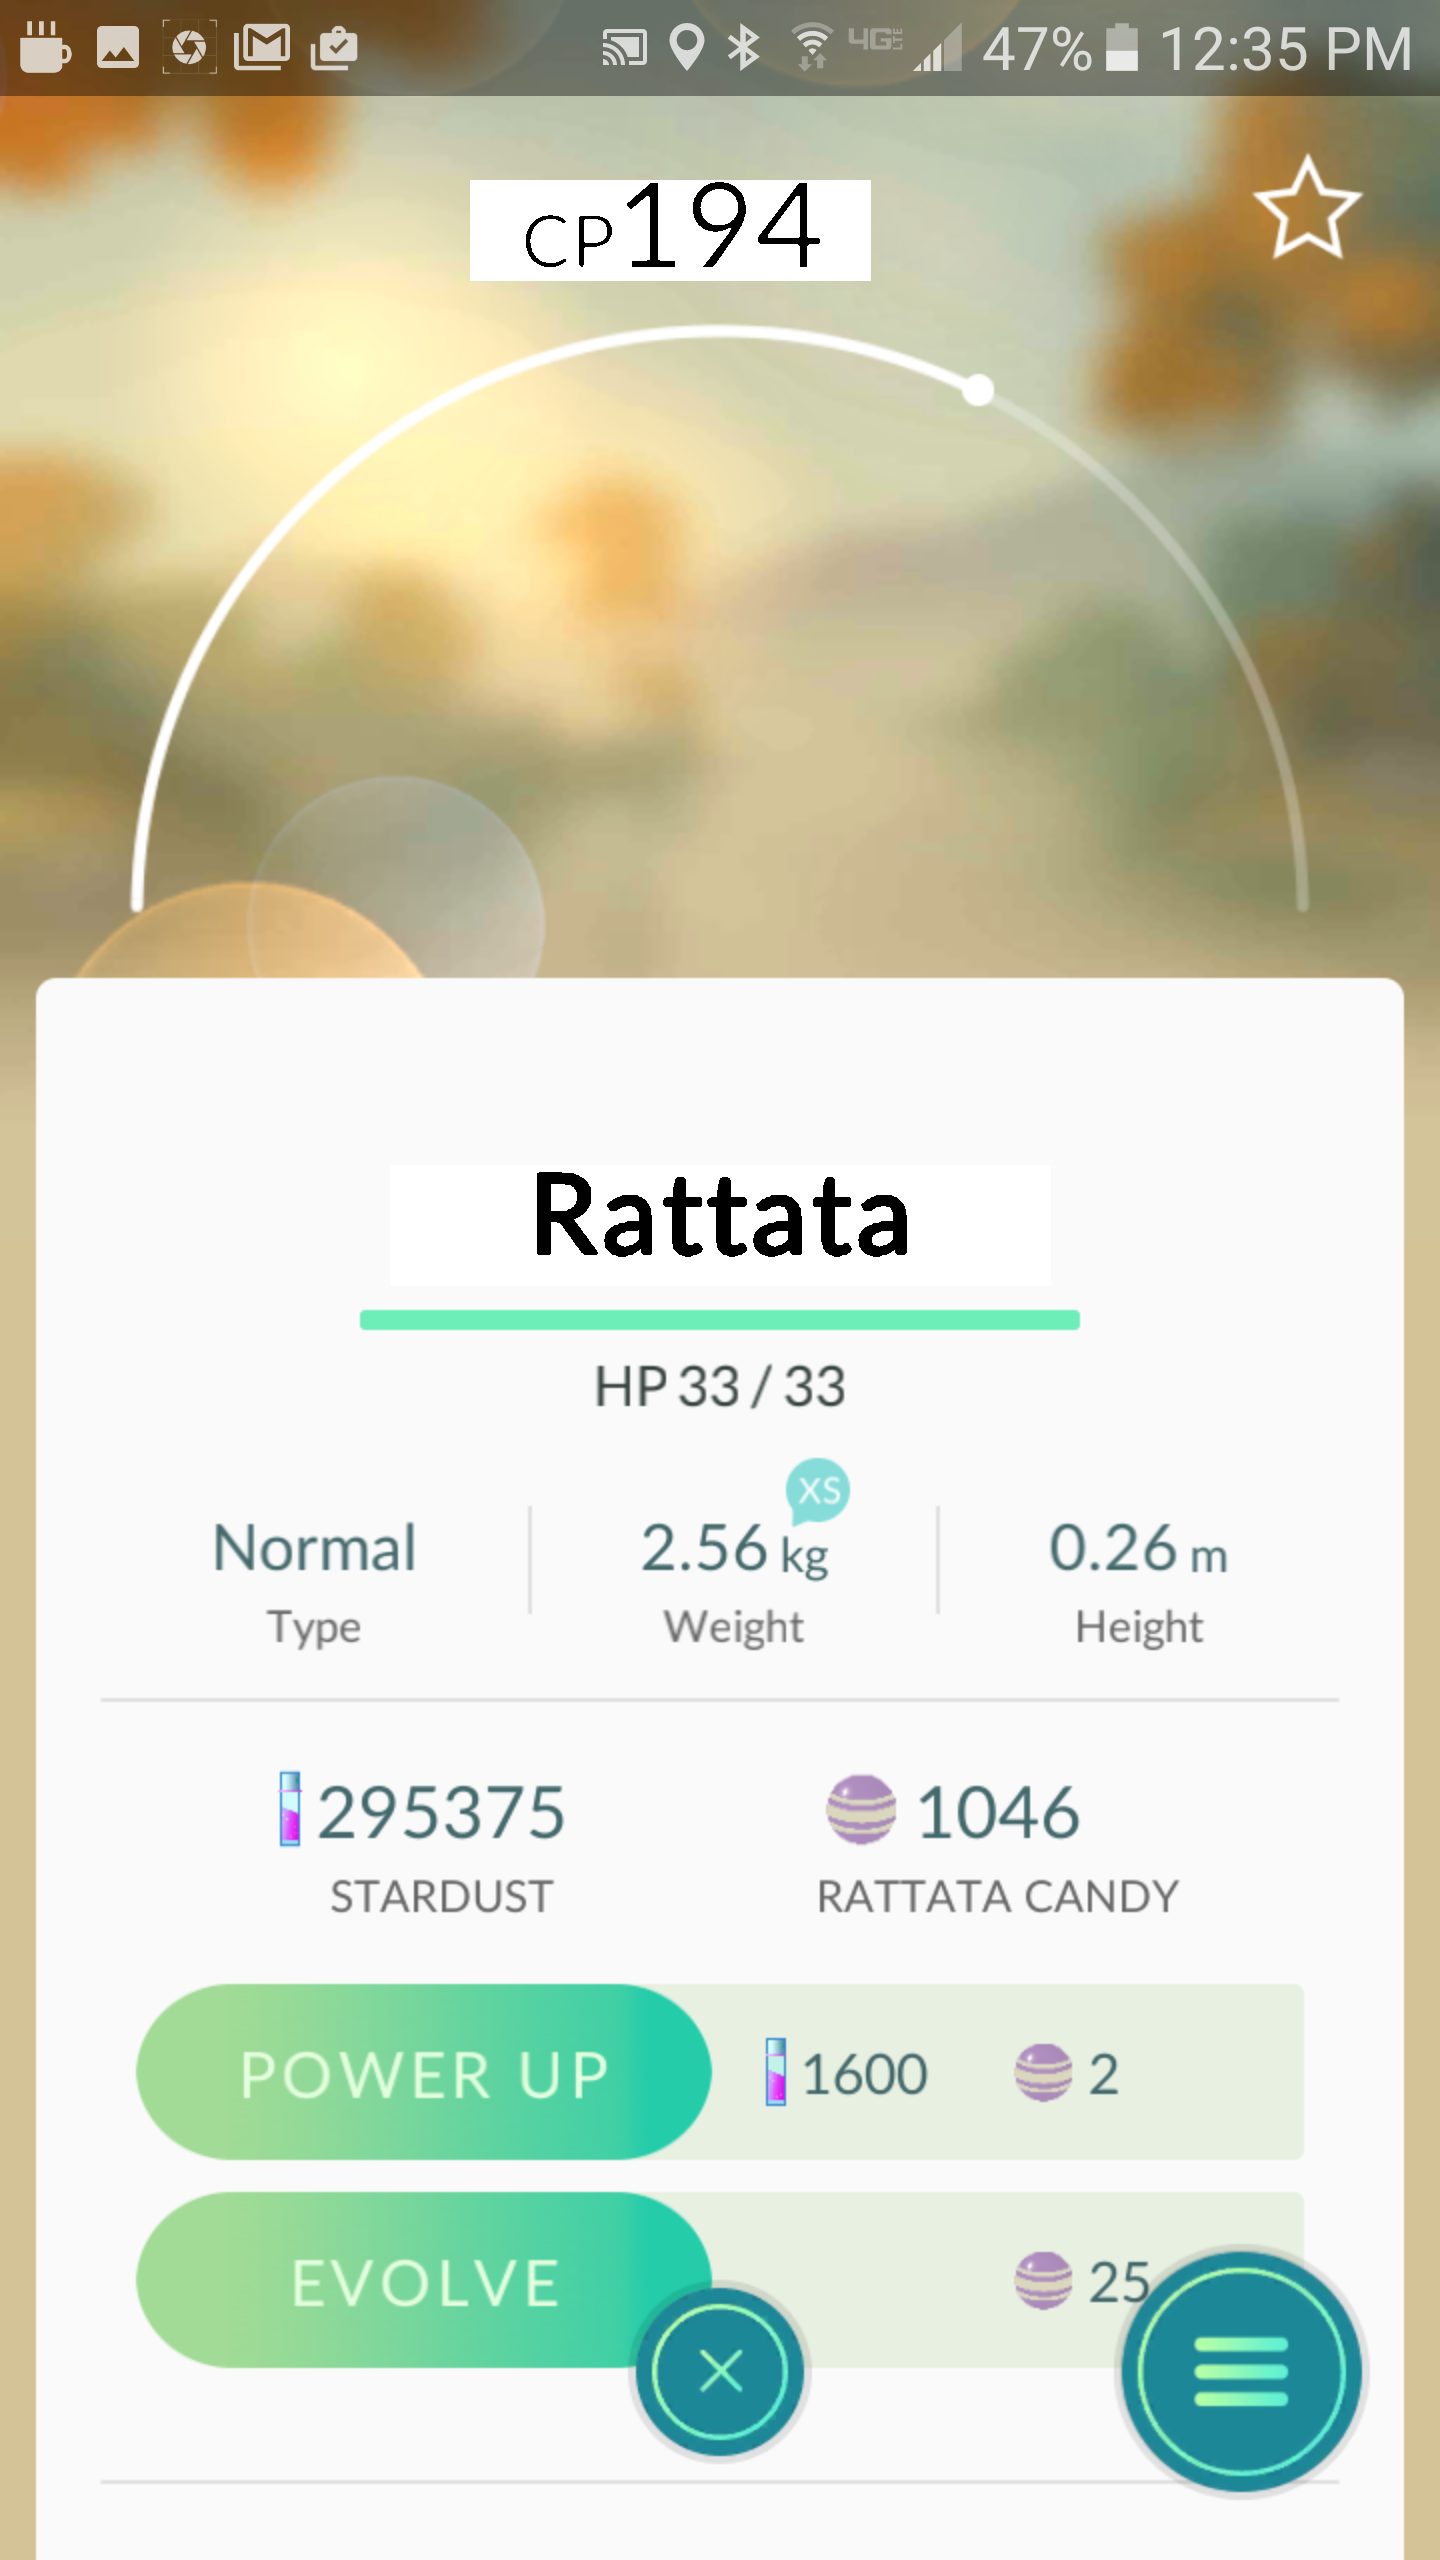 4G LTE 47% 12:35 PM
CP194
Rattata
HP 33 / 33
XS
Normal 2.56 kg 0.26 m
Type Weight Height
295375 1046
STARDUST RATTATA CANDY
POWER UP 1600 2
EVOLVE 25